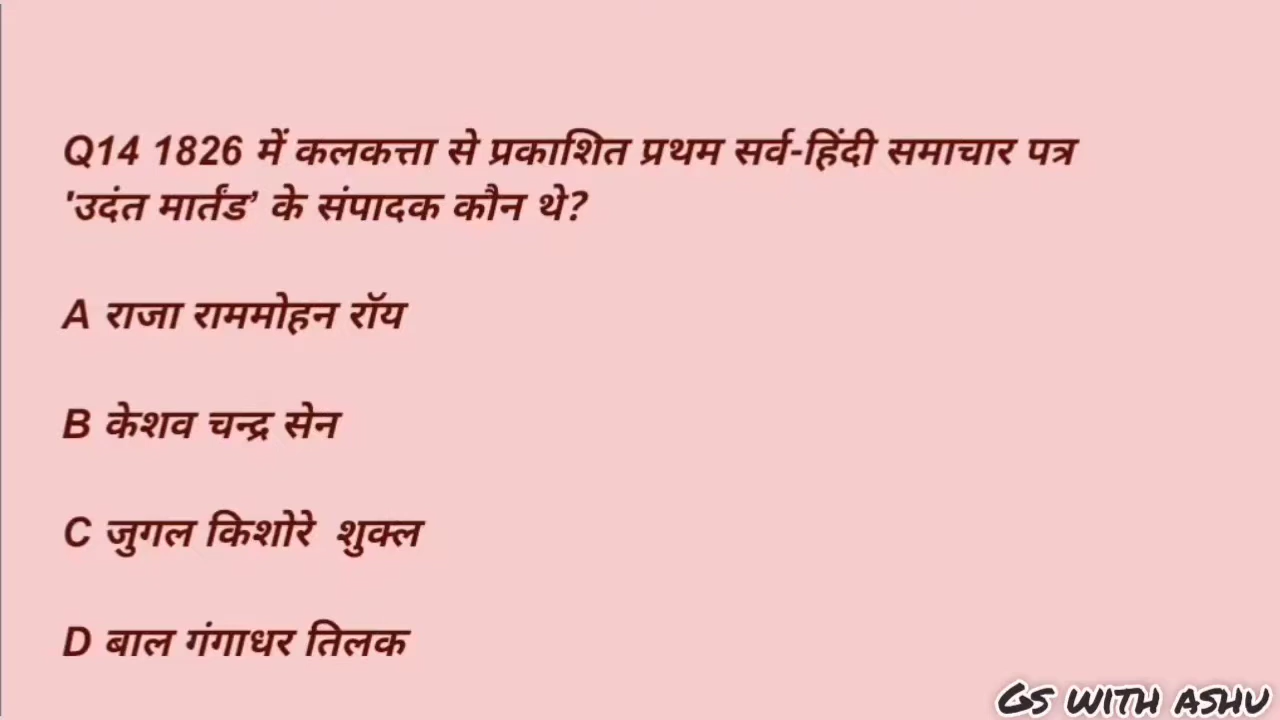 Q14 1826 में कलकत्ता से प्रकाशित प्रथम सर्व-हिंदी समाचार पत्र
'उदंत मार्तंड’ के संपादक कौन थे?
A राजा राममोहन रॉय
B केशव चन्द्र सेन
C जुगल किशोरे शुक्ल
D बाल गंगाधर तिलक
GS WITH ASHU